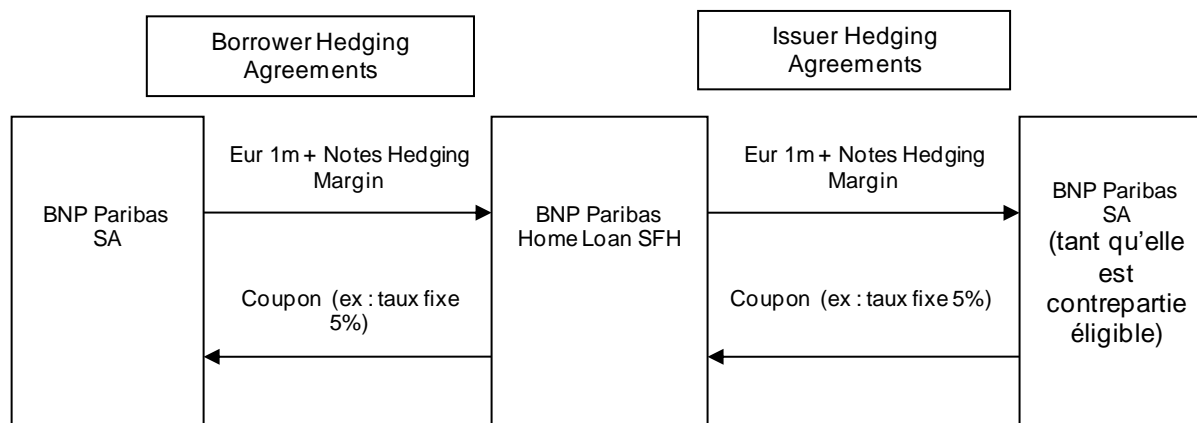 Borrower Hedging
Agreements
Issuer Hedging
Agreements
BNP Paribas
SA
Eur 1m + Notes Hedging
Margin
Coupon (ex : taux fixe
5%)
BNP Paribas
Home Loan SFH
Eur 1m + Notes Hedging
Margin
Coupon (ex : taux fixe 5%)
BNP Paribas
SA
(tant qu'elle
est
contrepartie
éligible)